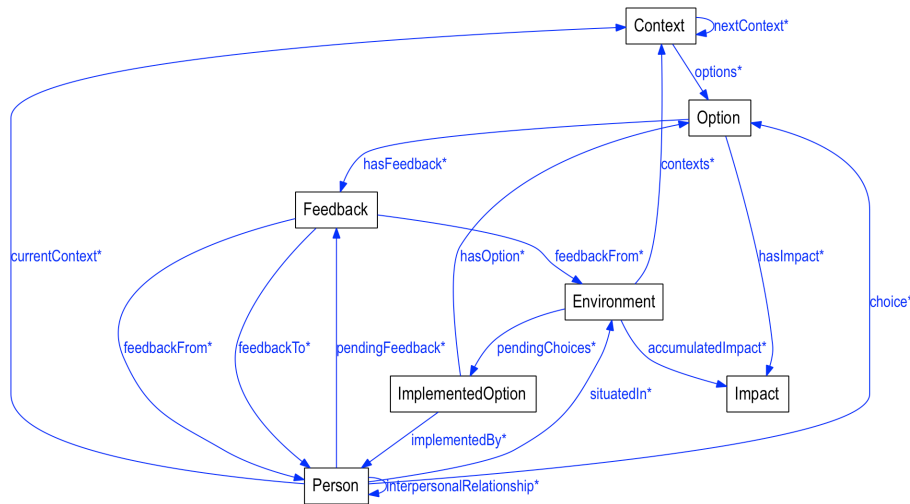 Context
nextContext*
options*
Option
hasFeedback*
contexts*
Feedback
currentContext*
hasOption*
feedbackFrom*
hasImpact*
Environment
choice*
feedbackFrom*
feedbackTo*
pendingFeedback*
pendingChoices*
accumulatedImpact*
ImplementedOption
situatedIn*
Impact
implementedBy*
Person
interpersonalRelationship*